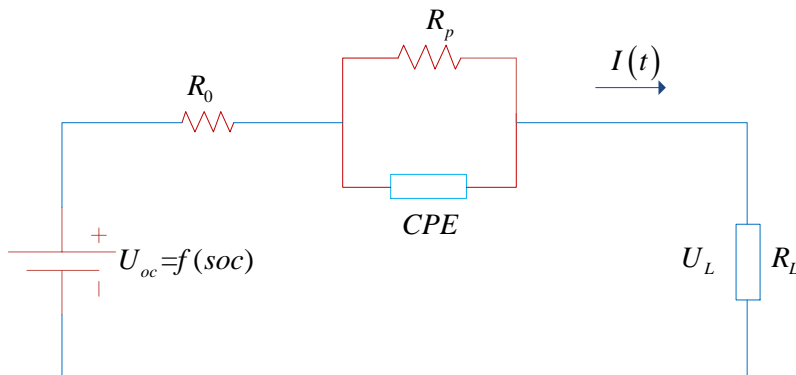 R_p
I(t)
R_0
CPE
+
U_oc=f(soc)
U_L
R_L